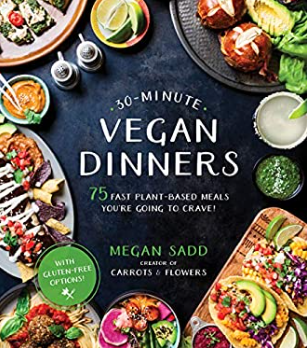 30-MINUTE
VEGAN
DINNERS
75 FAST PLANT-BASED MEALS
YOU'RE GOING TO CRAVE!
WITH
GLUTEN-FREE
OPTIONS!
MEGAN SADD
CREATOR OF
CARROTS & FLOWERS